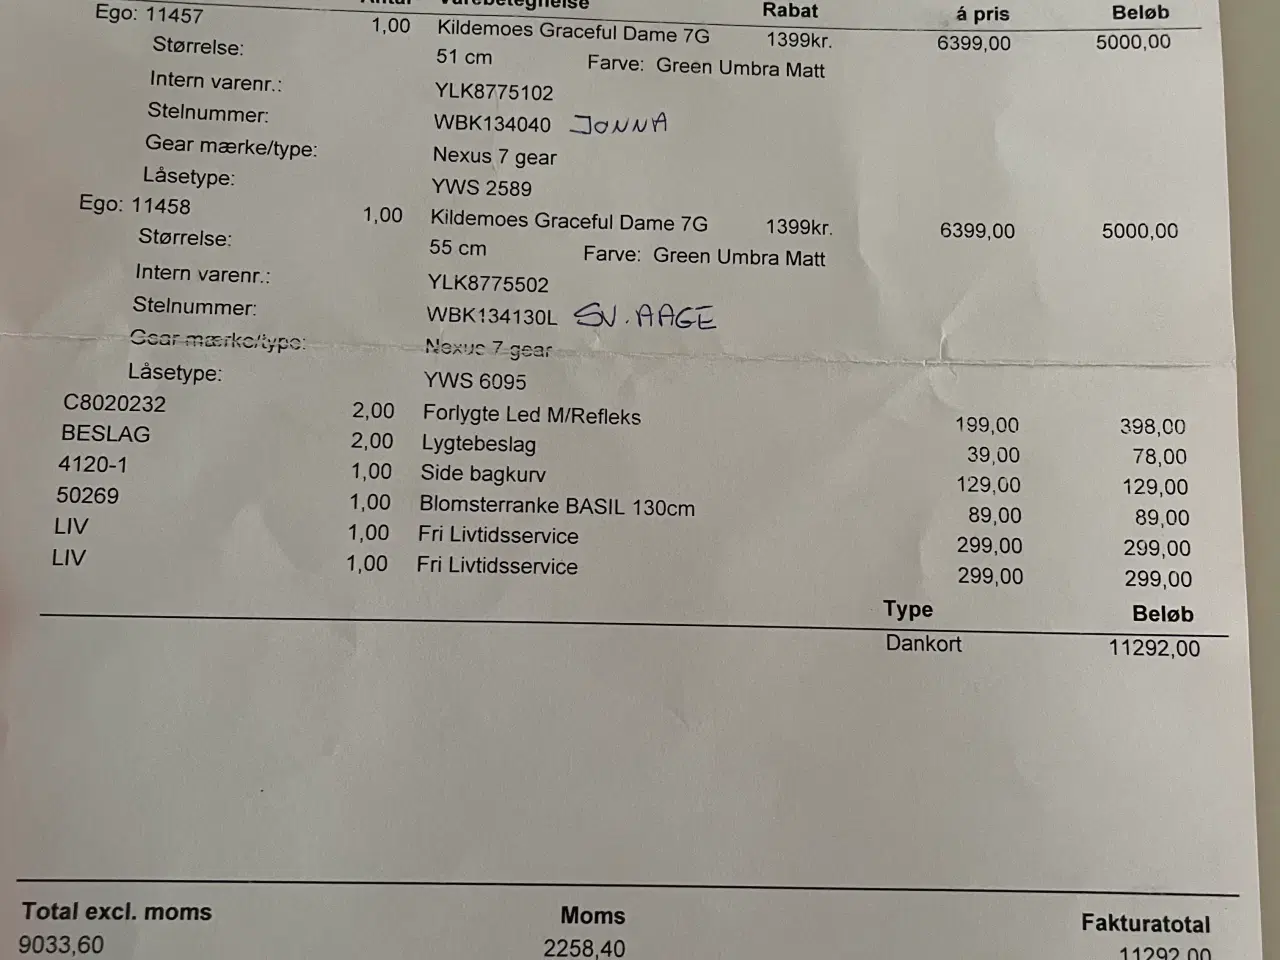 Antal Varebetegnelse Rabat á pris Beløb
Ego: 11457 1,00 Kildemoes Graceful Dame 7G 1399kr. 6399,00 5000,00
Størrelse: 51 cm Farve: Green Umbra Matt
Intern varenr.: YLK8775102
Stelnummer: WBK134040 JONNA
Gear mærke/type: Nexus 7 gear
Låsetype: YWS 2589
Ego: 11458 1,00 Kildemoes Graceful Dame 7G 1399kr. 6399,00 5000,00
Størrelse: 55 cm Farve: Green Umbra Matt
Intern varenr.: YLK8775502
Stelnummer: WBK134130L SV. AAGE
Gear mærke/type: Nexus 7 gear
Låsetype: YWS 6095
C8020232 2,00 Forlygte Led M/Refleks 199,00 398,00
BESLAG 2,00 Lygtebeslag 39,00 78,00
4120-1 1,00 Side bagkurv 129,00 129,00
50269 1,00 Blomsterranke BASIL 130cm 89,00 89,00
LIV 1,00 Fri Livtidsservice 299,00 299,00
LIV 1,00 Fri Livtidsservice 299,00 299,00
Type Beløb
Dankort 11292,00
Total excl. moms Moms Fakturatotal
9033,60 2258,40 11292,00